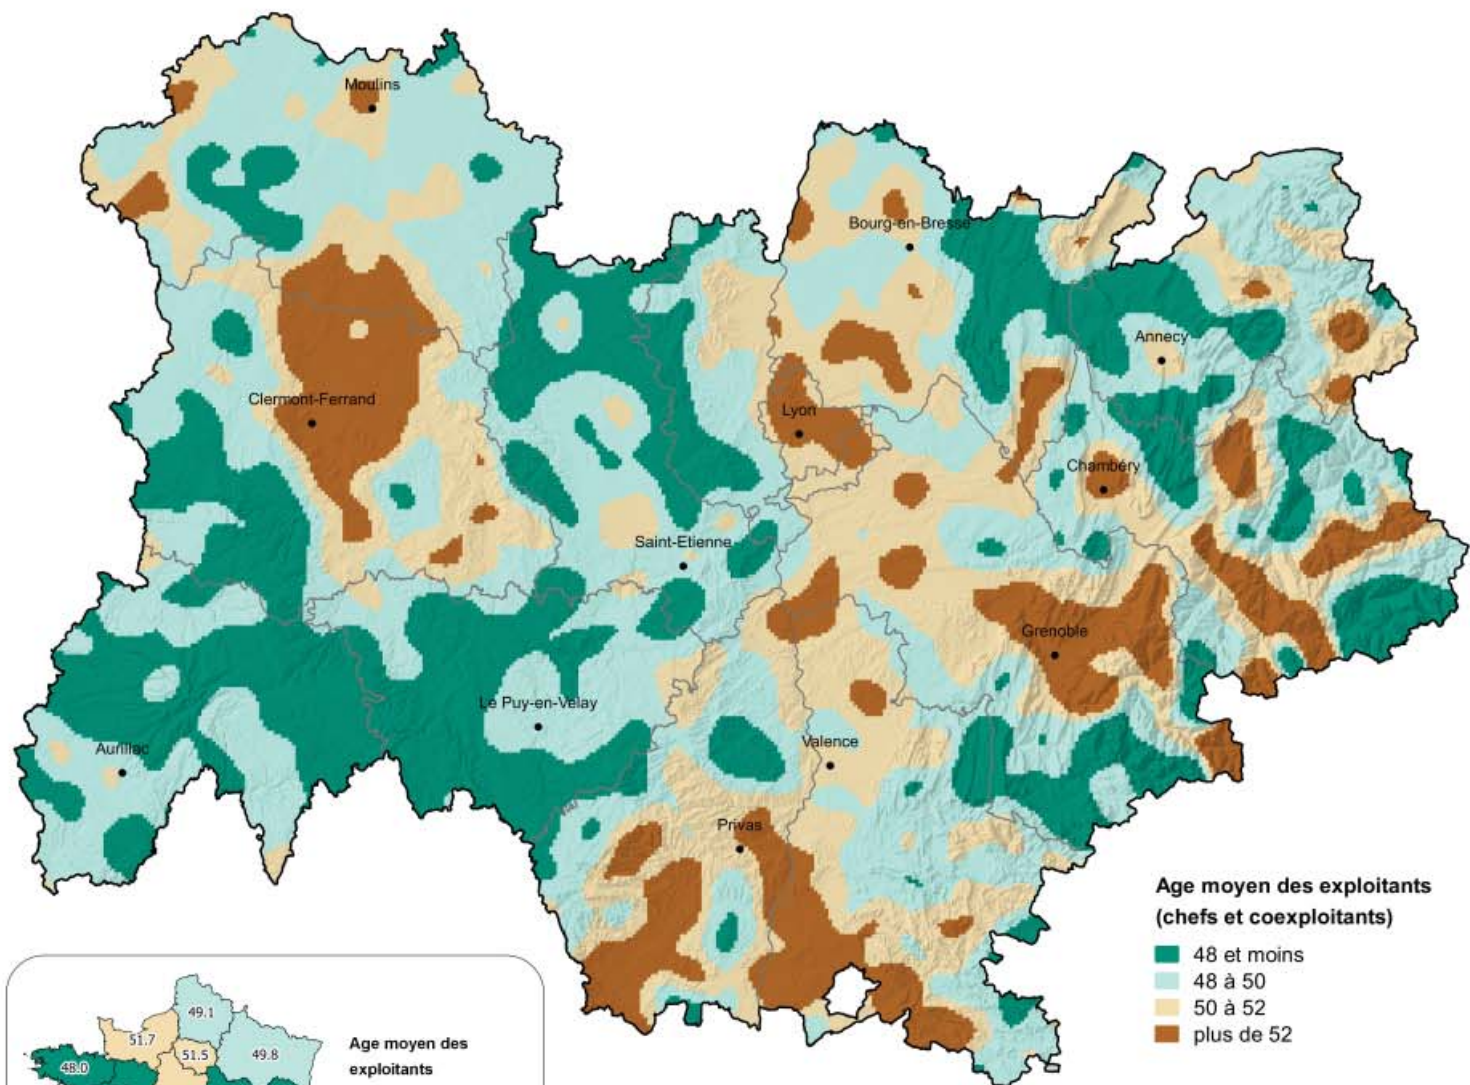 Moulins
Bourg-en-Bresse
Annecy
Clermont-Ferrand
Lyon
Chambéry
Saint-Etienne
Grenoble
Le Puy-en-Velay
Aurillac
Valence
Privas
Age moyen des exploitants
(chefs et coexploitants)
48 et moins
48 à 50
50 à 52
plus de 52
49.1
51.7
51.5
49.8
48.0
Age moyen des
exploitants